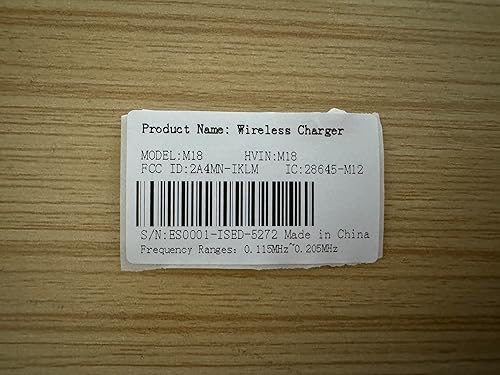 Product Name: Wireless Charger
MODEL:M18 HVIN:M18
FCC ID:2A4MN-IKLM IC:28645-M12
S/N:ES0001-ISED-5272 Made in China
Frequency Ranges: 0.115MHz~0.205MHz